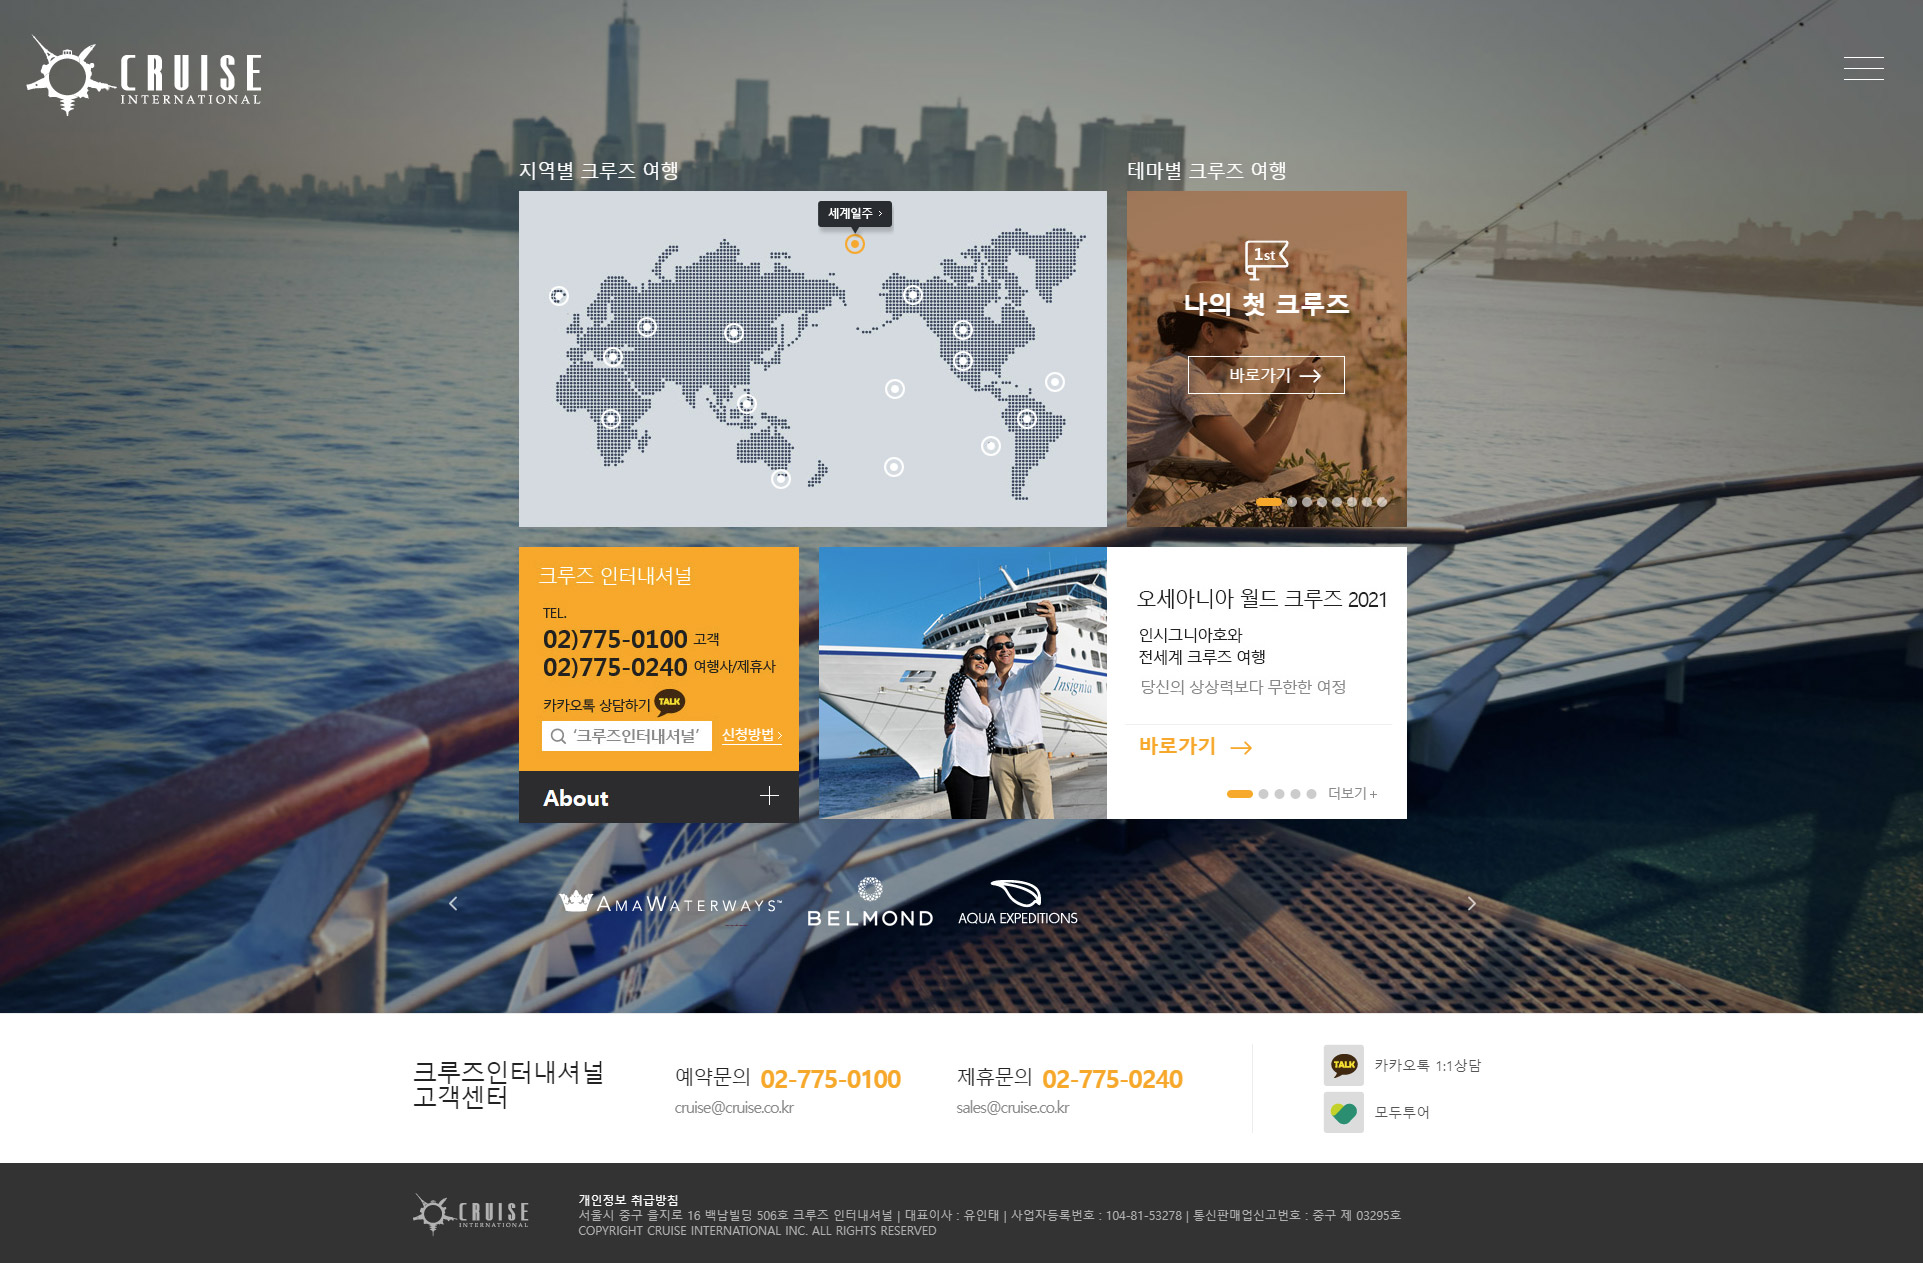 CRUISE
INTERNATIONAL
지역별 크루즈 여행
테마별 크루즈 여행
세계일주 >
1st
나의 첫 크루즈
바로가기
크루즈 인터내셔널
TEL.
02)775-0100 고객
02)775-0240 여행사/제휴사
카카오톡 상담하기 TALK
'크루즈인터내셔널' 신청방법 >
About
Insignia
오세아니아 월드 크루즈 2021
인시그니아호와
전세계 크루즈 여행
당신의 상상력보다 무한한 여정
바로가기
더보기 +
AMAWATERWAYS™
BELMOND
AQUA EXPEDITIONS
크루즈인터내셔널
고객센터
예약문의 02-775-0100
cruise@cruise.co.kr
제휴문의 02-775-0240
sales@cruise.co.kr
TALK 카카오톡 1:1상담
모두투어
CRUISE
INTERNATIONAL
개인정보 취급방침
서울시 중구 을지로 16 백남빌딩 506호 크루즈 인터내셔널 | 대표이사 : 유인태 | 사업자등록번호 : 104-81-53278 | 통신판매업신고번호 : 중구 제 03295호
COPYRIGHT CRUISE INTERNATIONAL INC. ALL RIGHTS RESERVED